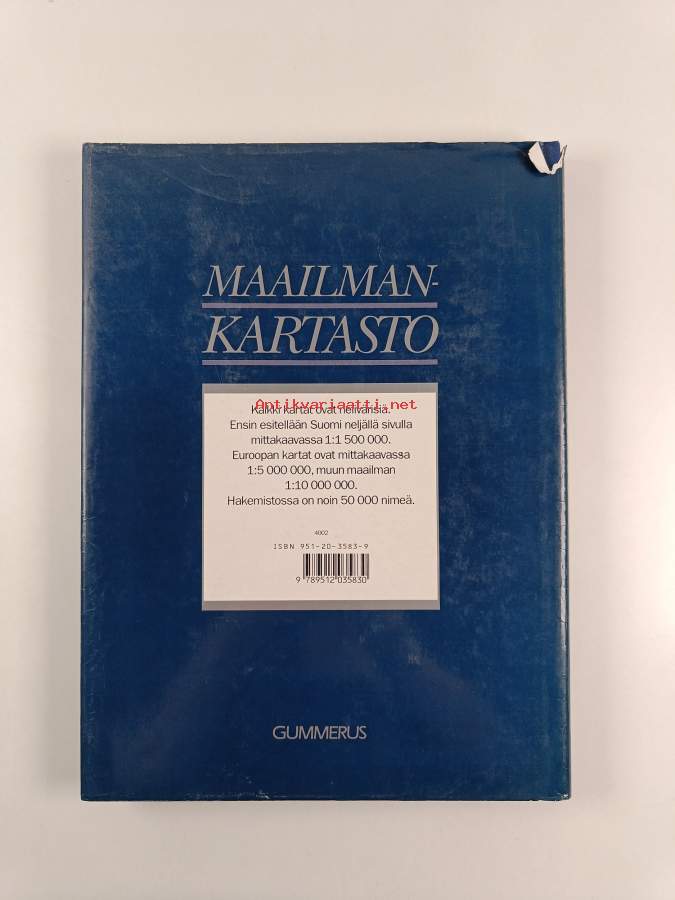 MAAILMAN-
KARTASTO
Antikvariaatti.net
Kaikki kartat ovat nelivärisiä.
Ensin esitellään Suomi neljällä sivulla
mittakaavassa 1:1 500 000.
Euroopan kartat ovat mittakaavassa
1:5 000 000, muun maailman
1:10 000 000.
Hakemistossa on noin 50 000 nimeä.
4002
ISBN 951-20-3583-9
9 789512 035830
GUMMERUS